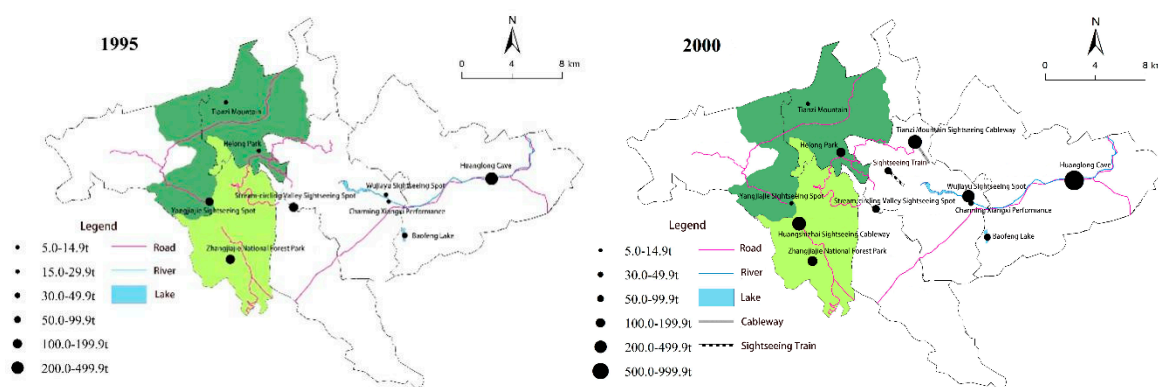 1995
N
0 4 8 km
Tianzi Mountain
Helong Park
Huanglong Cave
Wujiayu Sightseeing Spot
Stream-circling Valley Sightseeing Spot
Yangjiajie Sightseeing Spot
Charming Xiangxi Performance
Baofeng Lake
Zhangjiajie National Forest Park
Legend
5.0-14.9t
15.0-29.9t
30.0-49.9t
50.0-99.9t
100.0-199.9t
200.0-499.9t
Road
River
Lake
2000
N
0 4 8 km
Tianzi Mountain
Tianzi Mountain Sightseeing Cableway
Helong Park
Sightseeing Train
Huanglong Cave
Wujiayu Sightseeing Spot
Yangjiajie Sightseeing Spot
Stream-circling Valley Sightseeing Spot
Charming Xiangxi Performance
Huangshizhai Sightseeing Cableway
Baofeng Lake
Zhangjiajie National Forest Park
Legend
5.0-14.9t
30.0-49.9t
50.0-99.9t
100.0-199.9t
200.0-499.9t
500.0-999.9t
Road
River
Lake
Cableway
Sightseeing Train